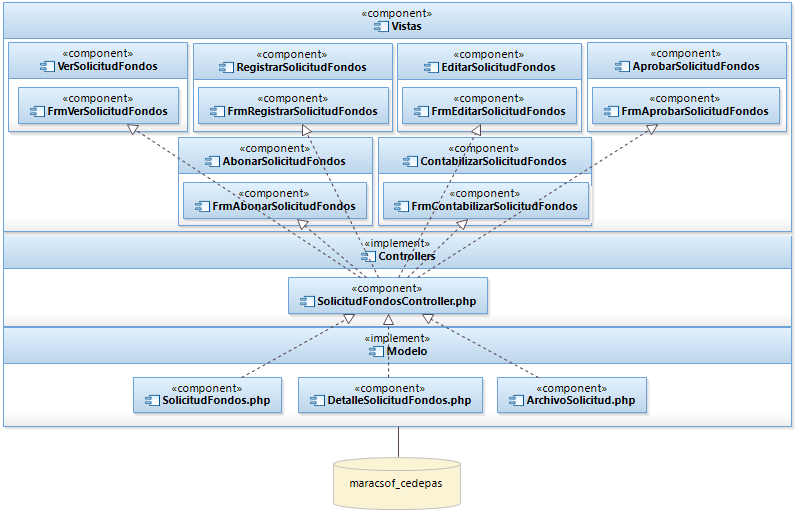 «component»
Vistas
«component»
VerSolicitudFondos
«component»
FrmVerSolicitudFondos
«component»
RegistrarSolicitudFondos
«component»
FrmRegistrarSolicitudFondos
«component»
EditarSolicitudFondos
«component»
FrmEditarSolicitudFondos
«component»
AprobarSolicitudFondos
«component»
FrmAprobarSolicitudFondos
«component»
AbonarSolicitudFondos
«component»
FrmAbonarSolicitudFondos
«component»
ContabilizarSolicitudFondos
«component»
FrmContabilizarSolicitudFondos
«implement»
Controllers
«component»
SolicitudFondosController.php
«implement»
Modelo
«component»
SolicitudFondos.php
«component»
DetalleSolicitudFondos.php
«component»
ArchivoSolicitud.php
maracsof_cedepas